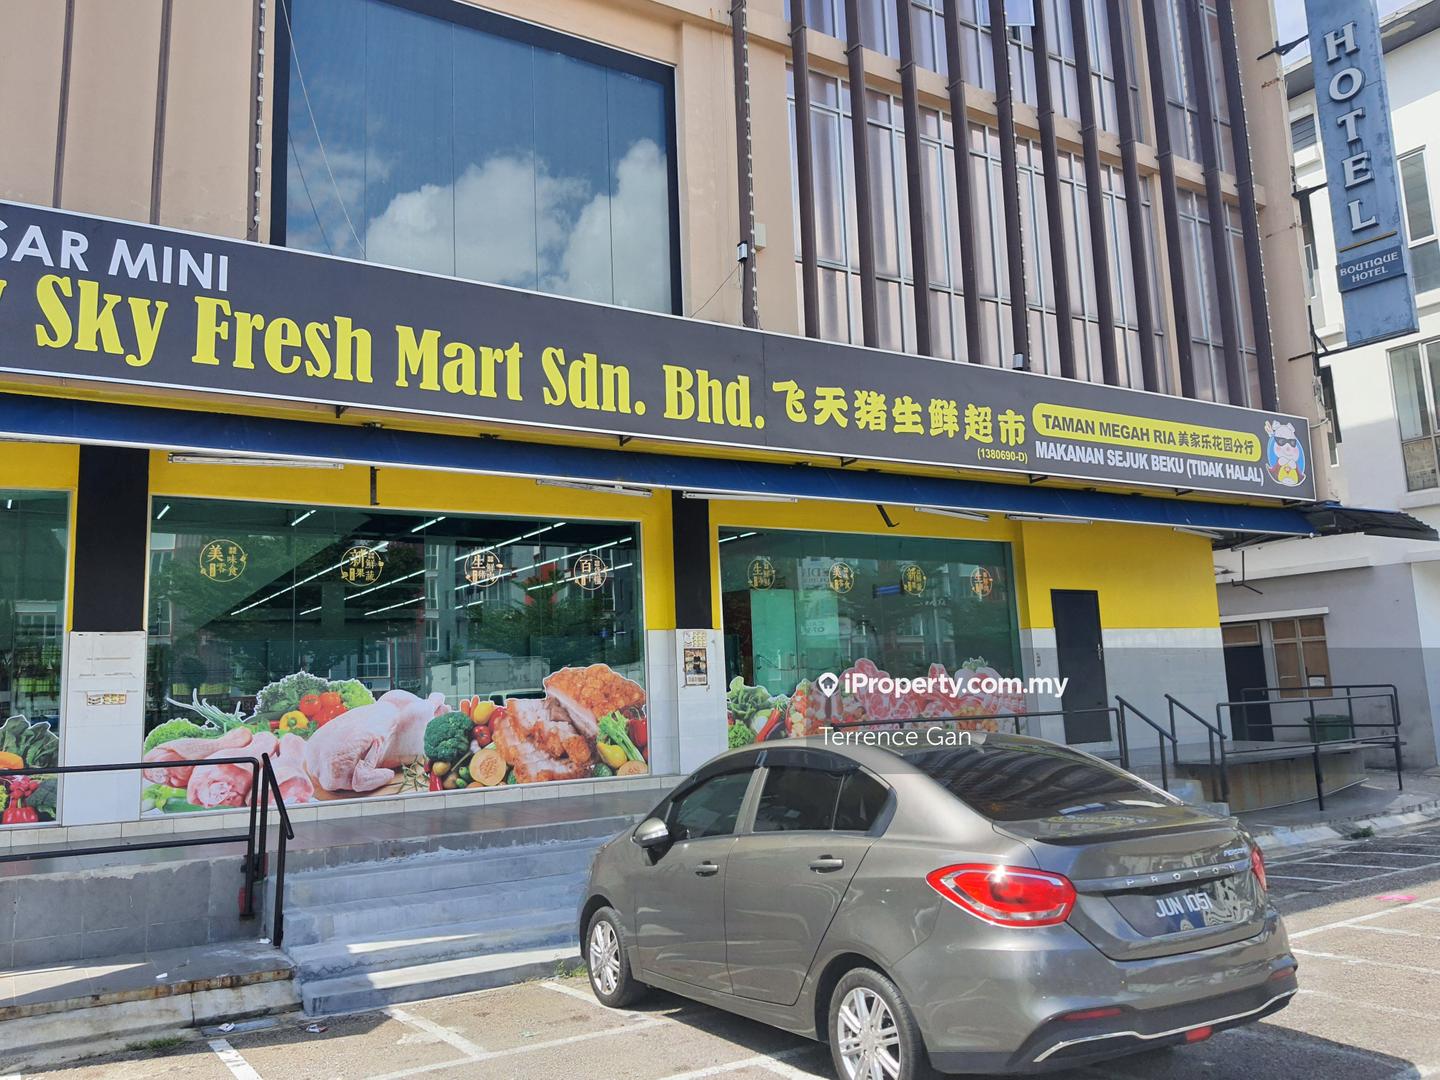 SAR MINI
Sky Fresh Mart Sdn. Bhd. 飞天猪生鲜超市
(1380690-D)
TAMAN MEGAH RIA 美家乐花园分行
MAKANAN SEJUK BEKU (TIDAK HALAL)
HOTEL
BOUTIQUE
HOTEL
iProperty.com.my
Terrence Gan
PROTON
JUN 1051